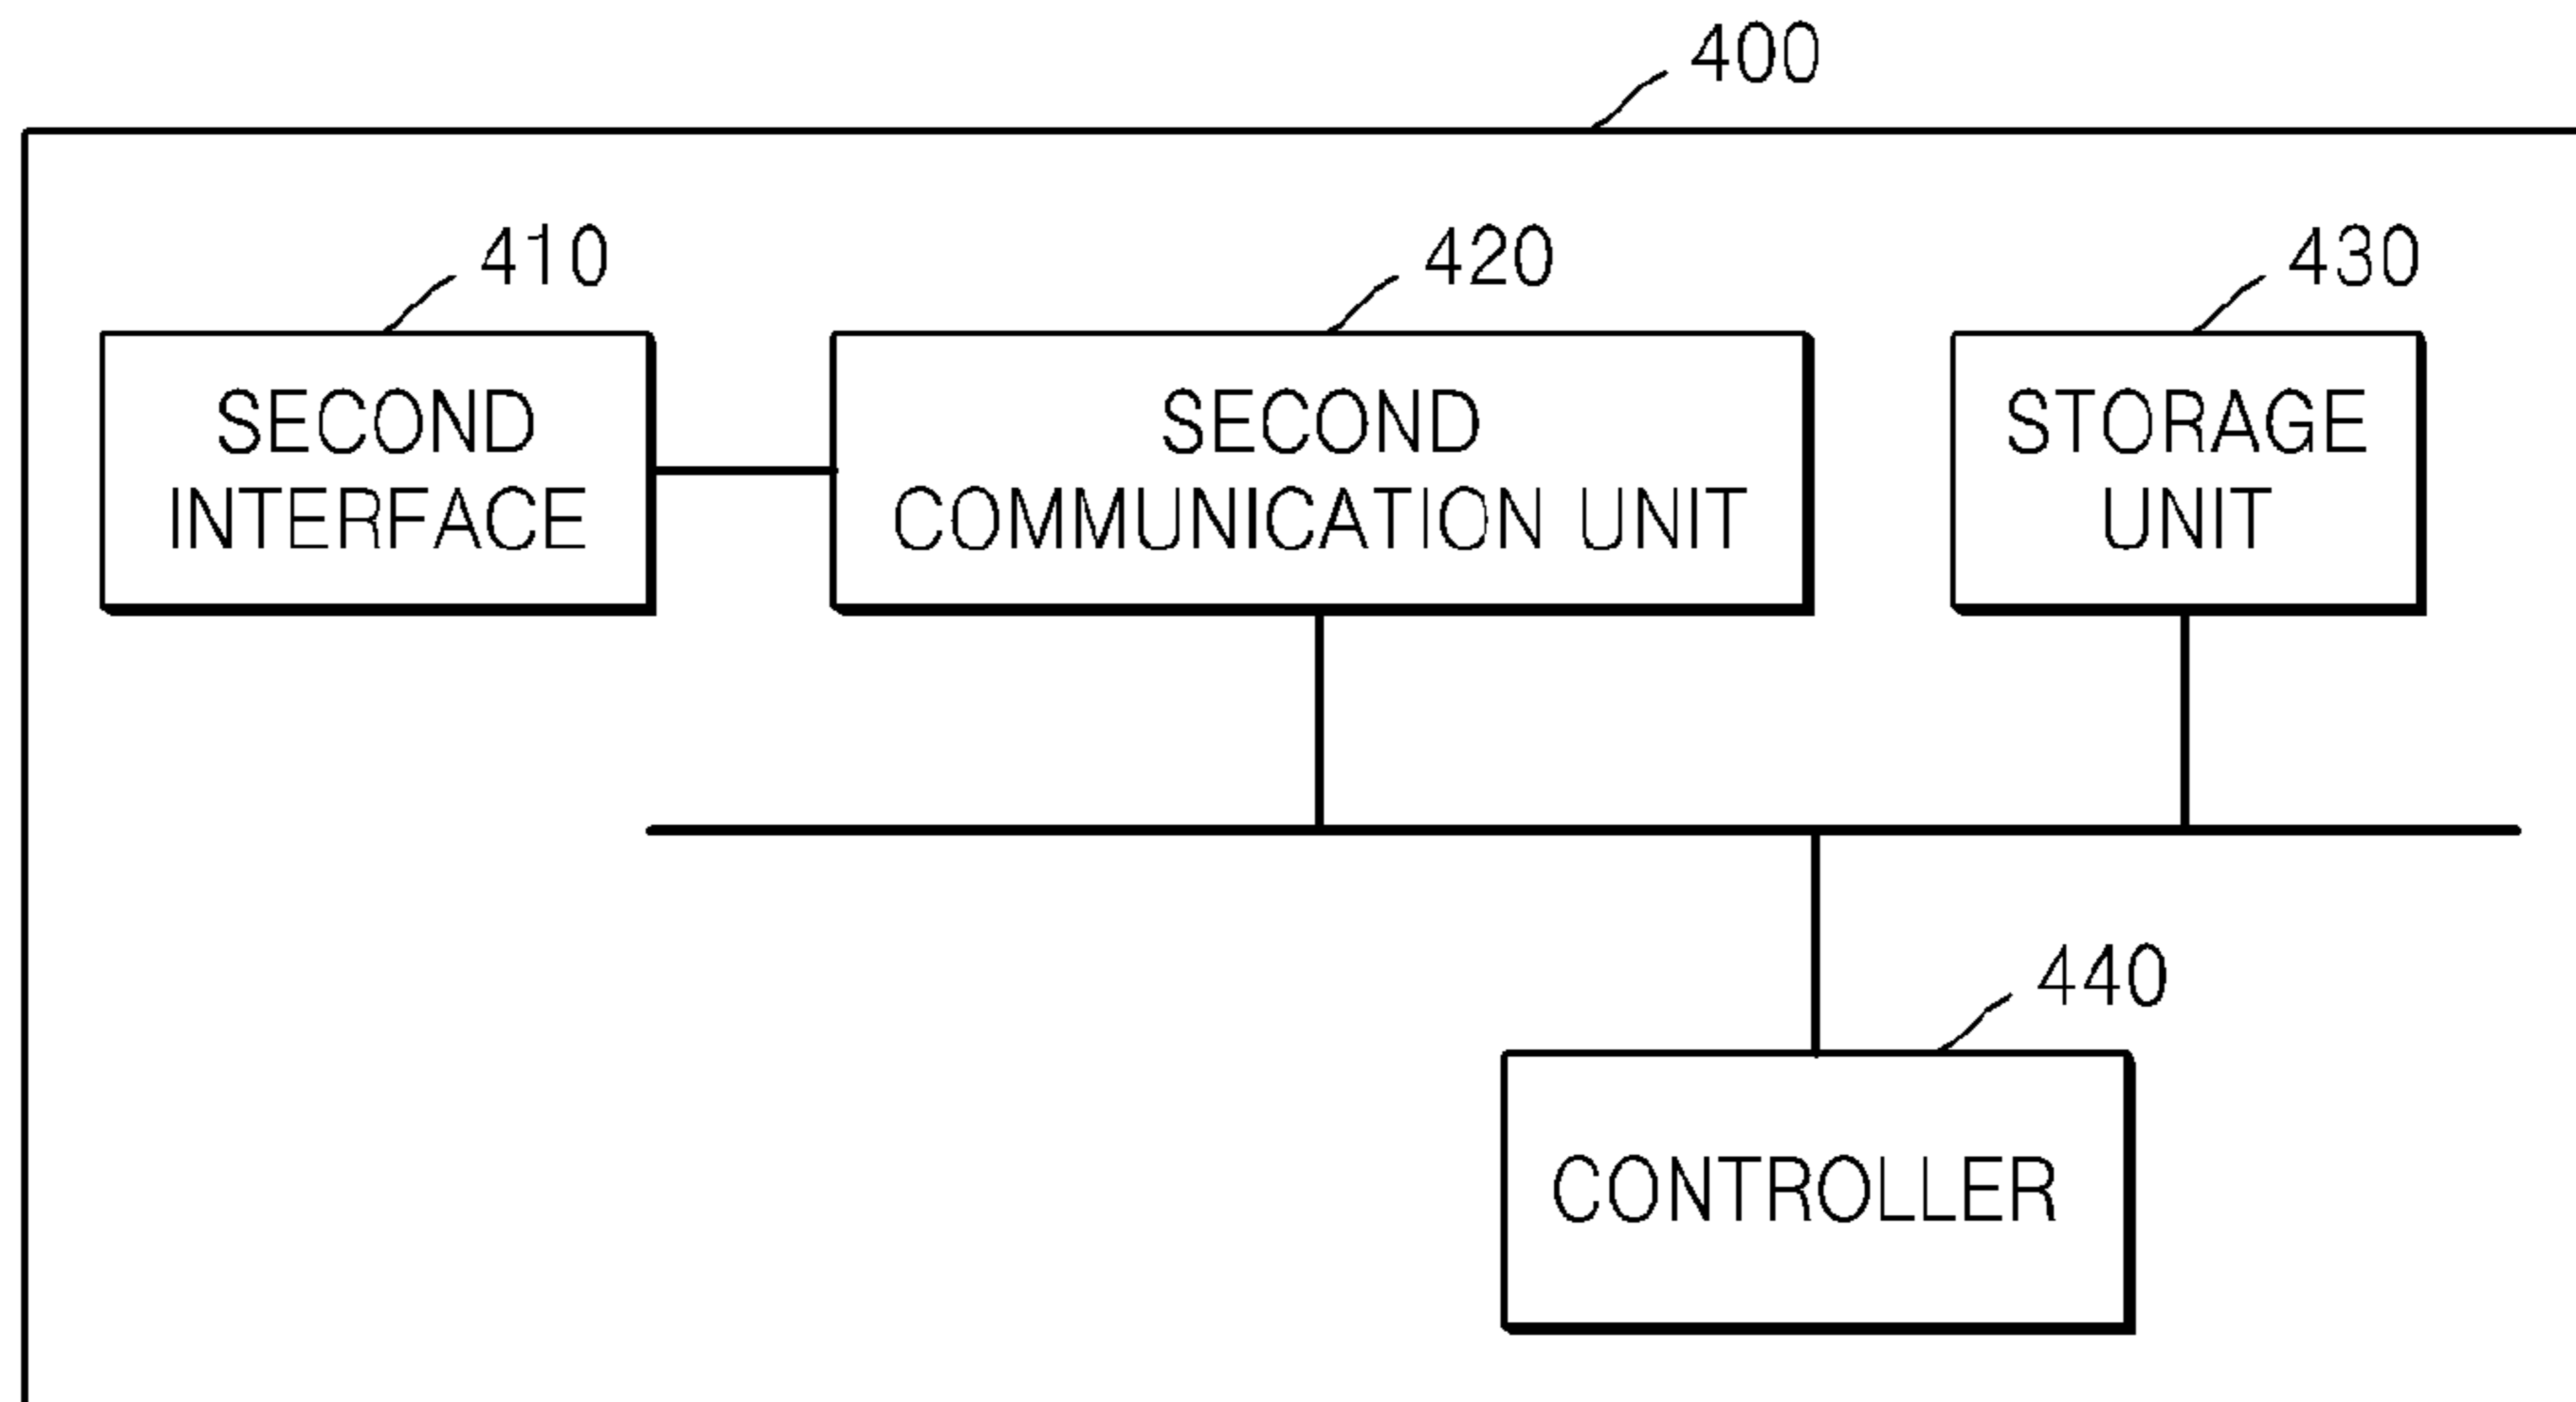 400
410
420
430
SECOND
INTERFACE
SECOND
COMMUNICATION UNIT
STORAGE
UNIT
440
CONTROLLER